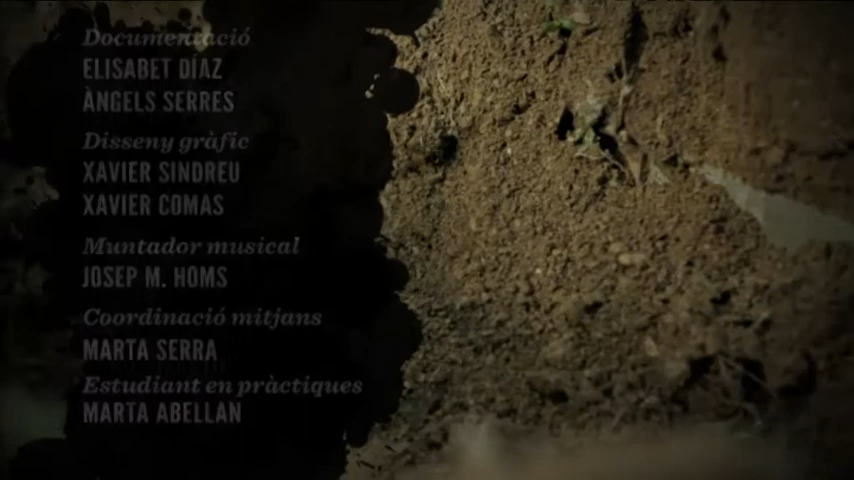 Documentació
ELISABET DÍAZ
ÀNGELS SERRES
Disseny gràfic
XAVIER SINDREU
XAVIER COMAS
Muntador musical
JOSEP M. HOMS
Coordinació mitjans
MARTA SERRA
Estudiant en pràctiques
MARTA ABELLAN